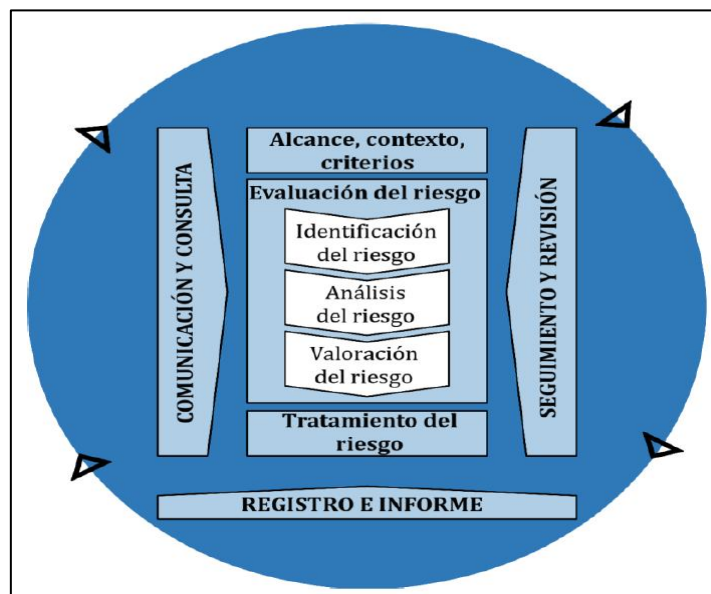 Alcance, contexto,
criterios
Evaluación del riesgo
Identificación
del riesgo
Análisis
del riesgo
Valoración
del riesgo
Tratamiento del
riesgo
COMUNICACIÓN Y CONSULTA
SEGUIMIENTO Y REVISIÓN
REGISTRO E INFORME